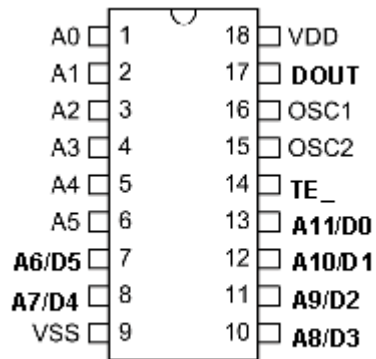 A0 1 18 VDD
A1 2 17 DOUT
A2 3 16 OSC1
A3 4 15 OSC2
A4 5 14 TE_
A5 6 13 A11/D0
A6/D5 7 12 A10/D1
A7/D4 8 11 A9/D2
VSS 9 10 A8/D3